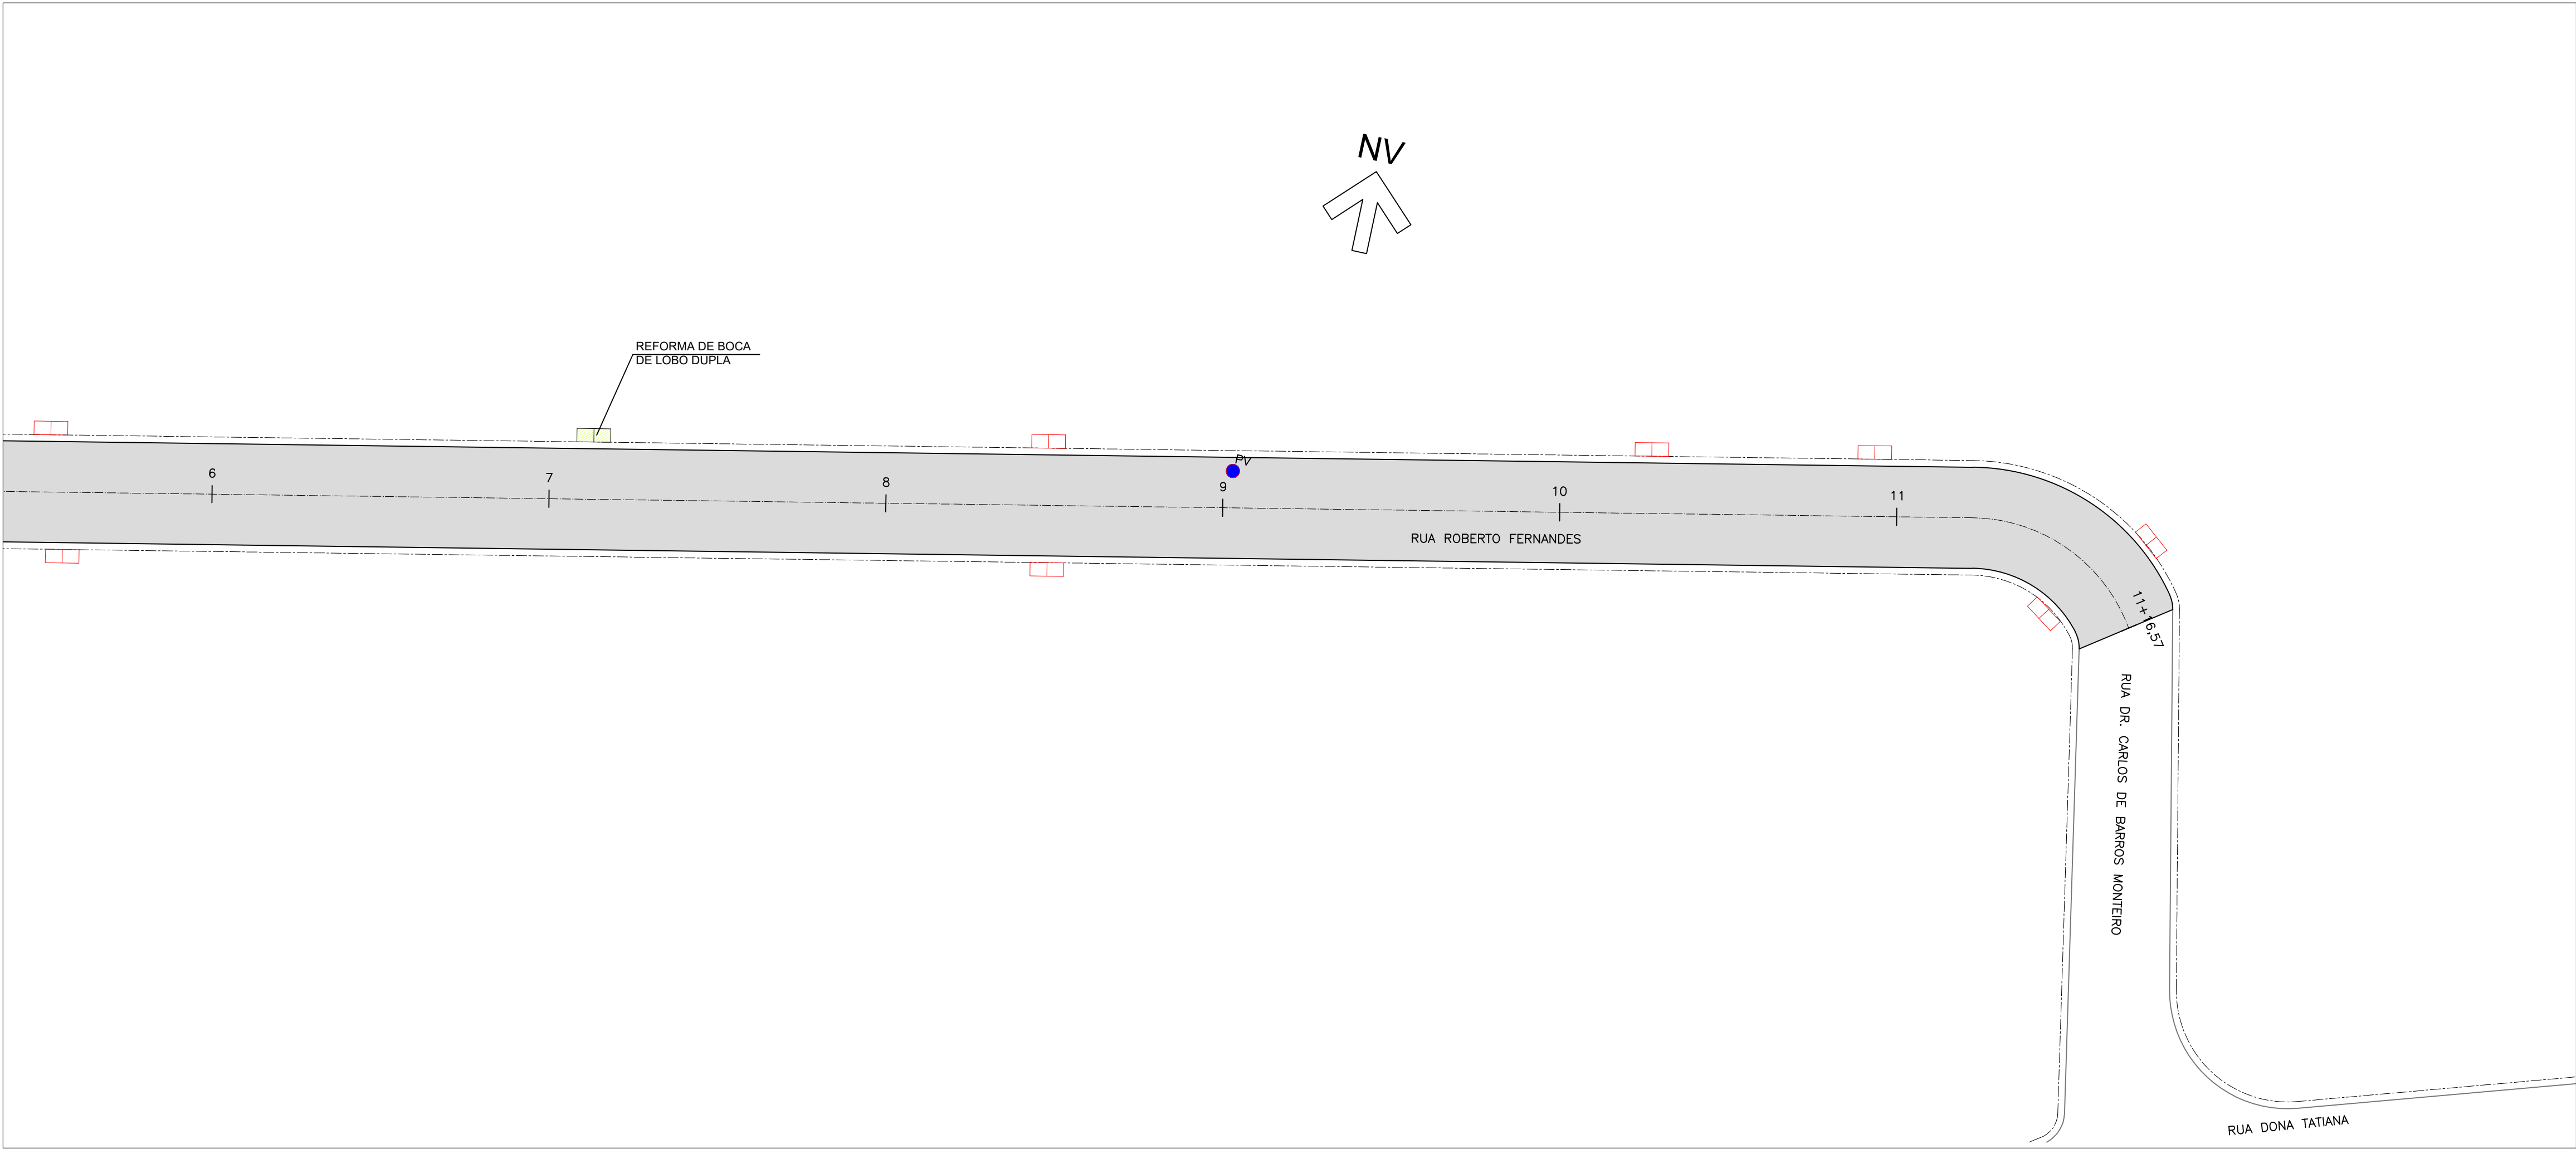 NV
REFORMA DE BOCA
DE LOBO DUPLA
PV
6
7
8
9
10
11
RUA ROBERTO FERNANDES
11+16,57
RUA DR. CARLOS DE BARROS MONTEIRO
RUA DONA TATIANA